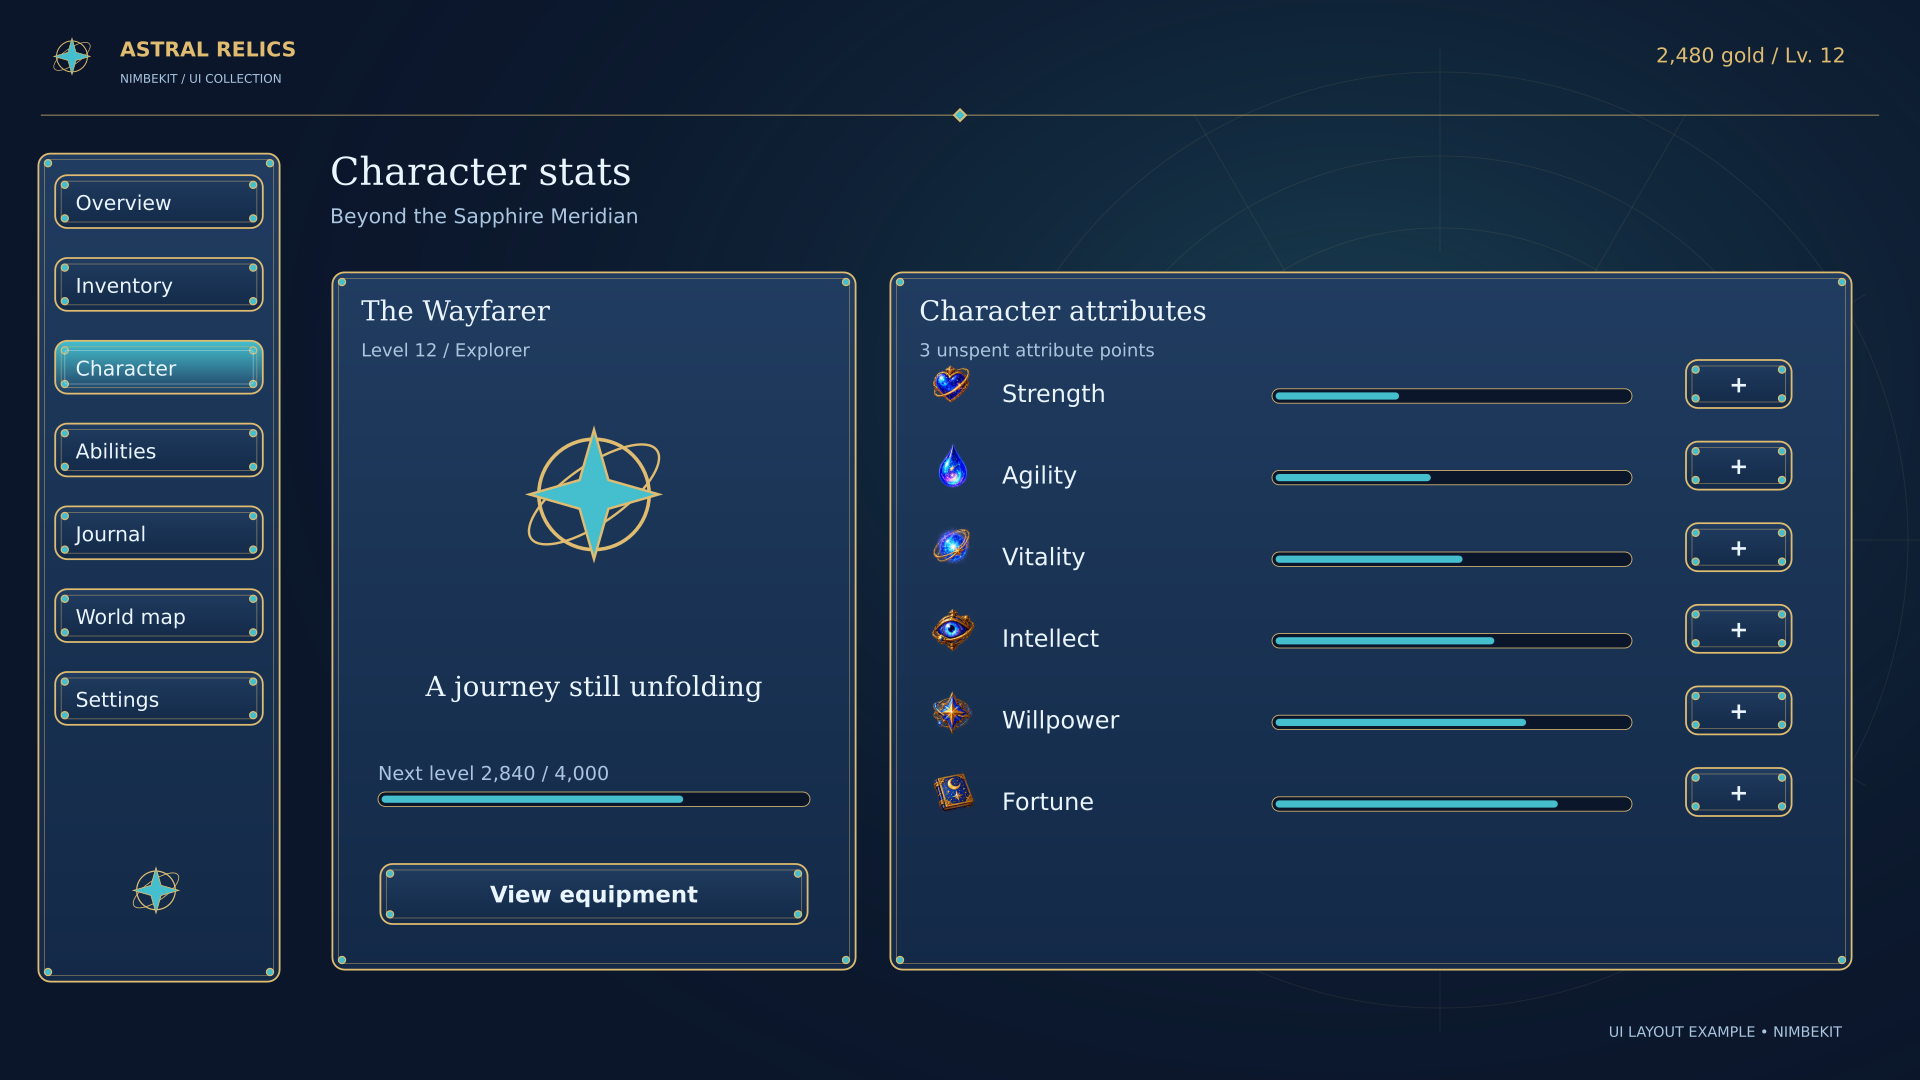 ASTRAL RELICS
NIMBEKIT / UI COLLECTION
2,480 gold / Lv. 12
Overview
Inventory
Character
Abilities
Journal
World map
Settings
Character stats
Beyond the Sapphire Meridian
The Wayfarer
Level 12 / Explorer
A journey still unfolding
Next level 2,840 / 4,000
View equipment
Character attributes
3 unspent attribute points
Strength
+
Agility
+
Vitality
+
Intellect
+
Willpower
+
Fortune
+
UI LAYOUT EXAMPLE • NIMBEKIT